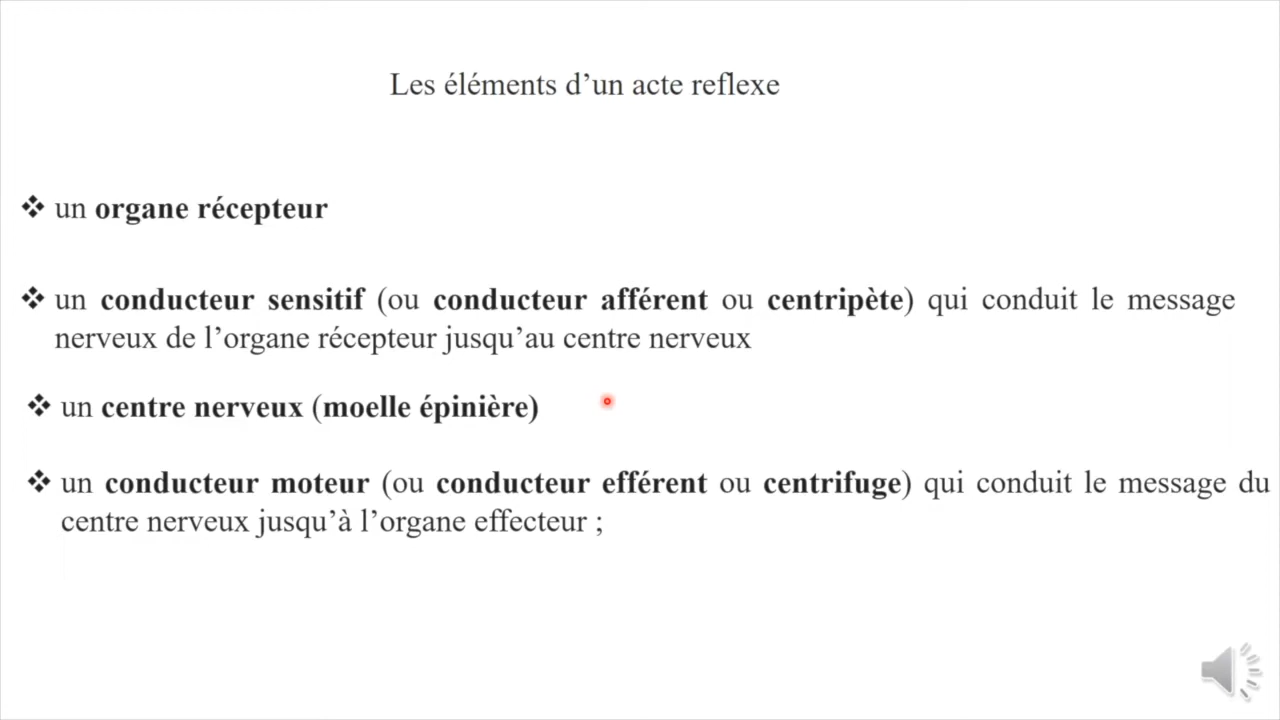 Les éléments d’un acte reflexe
❖ un organe récepteur
❖ un conducteur sensitif (ou conducteur afférent ou centripète) qui conduit le message
nerveux de l’organe récepteur jusqu’au centre nerveux
❖ un centre nerveux (moelle épinière)
❖ un conducteur moteur (ou conducteur efférent ou centrifuge) qui conduit le message du
centre nerveux jusqu’à l’organe effecteur ;